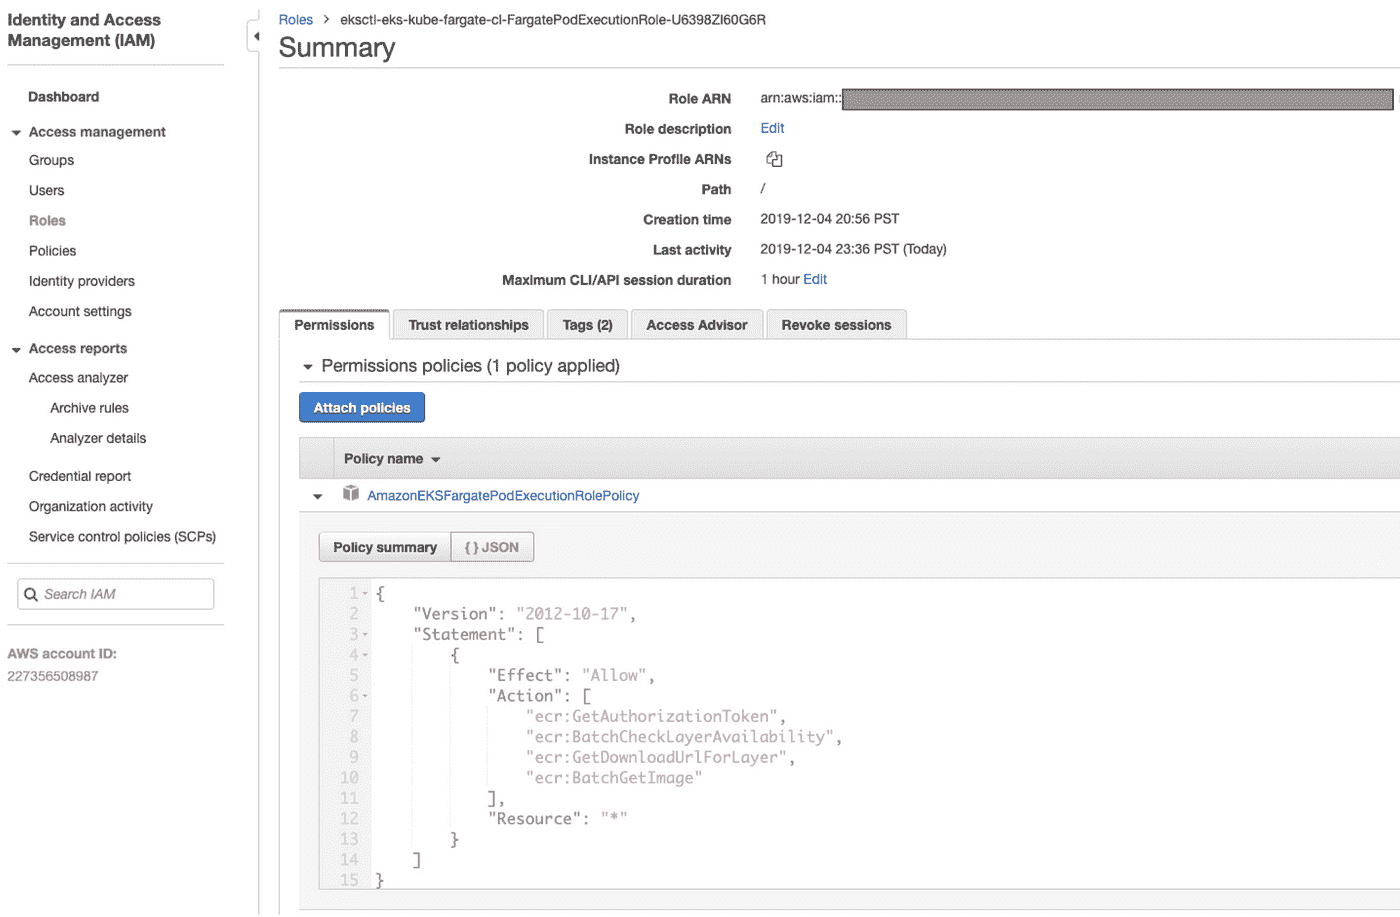 Identity and Access
Management (IAM)
Dashboard
Access management
Groups
Users
Roles
Policies
Identity providers
Account settings
Access reports
Access analyzer
Archive rules
Analyzer details
Credential report
Organization activity
Service control policies (SCPs)
Search IAM
AWS account ID:
227356508987
Roles > eksctl-eks-kube-fargate-cl-FargatePodExecutionRole-U6398ZI60G6R
Summary
Role ARN arn:aws:iam::
Role description Edit
Instance Profile ARNs
Path /
Creation time 2019-12-04 20:56 PST
Last activity 2019-12-04 23:36 PST (Today)
Maximum CLI/API session duration 1 hour Edit
Permissions Trust relationships Tags (2) Access Advisor Revoke sessions
Permissions policies (1 policy applied)
Attach policies
Policy name
AmazonEKSFargatePodExecutionRolePolicy
Policy summary { } JSON
1 {
2 "Version": "2012-10-17",
3 "Statement": [
4 {
5 "Effect": "Allow",
6 "Action": [
7 "ecr:GetAuthorizationToken",
8 "ecr:BatchCheckLayerAvailability",
9 "ecr:GetDownloadUrlForLayer",
10 "ecr:BatchGetImage"
11 ],
12 "Resource": "*"
13 }
14 ]
15 }